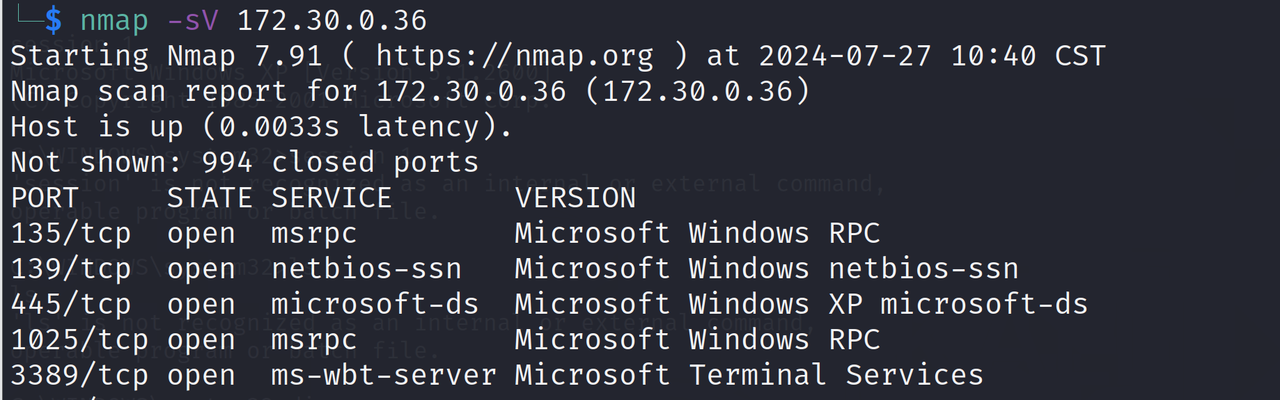 └─$ nmap -sV 172.30.0.36
Starting Nmap 7.91 ( https://nmap.org ) at 2024-07-27 10:40 CST
Nmap scan report for 172.30.0.36 (172.30.0.36)
Host is up (0.0033s latency).
Not shown: 994 closed ports
PORT     STATE SERVICE       VERSION
135/tcp  open  msrpc         Microsoft Windows RPC
139/tcp  open  netbios-ssn   Microsoft Windows netbios-ssn
445/tcp  open  microsoft-ds  Microsoft Windows XP microsoft-ds
1025/tcp open  msrpc         Microsoft Windows RPC
3389/tcp open  ms-wbt-server Microsoft Terminal Services